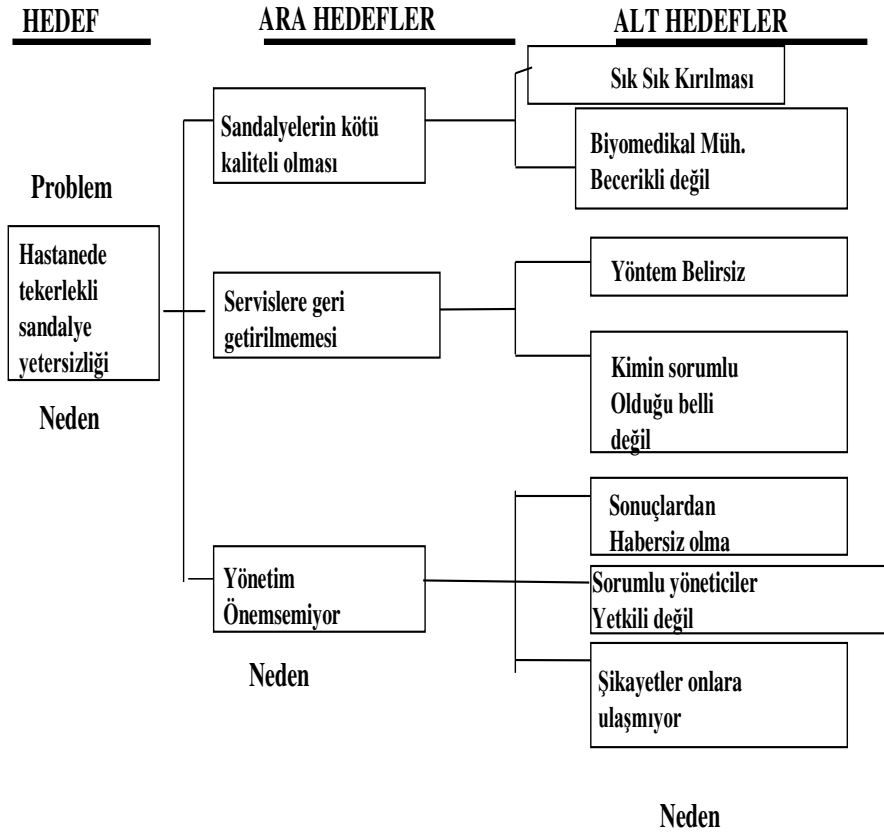 HEDEF
ARA HEDEFLER
ALT HEDEFLER
Problem
Hastanede
tekerlekli
sandalye
yetersizliği
Neden
Sandalyelerin kötü
kaliteli olması
Servislere geri
getirilmemesi
Yönetim
Önemsemiyor
Neden
Sık Sık Kırılması
Biyomedikal Müh.
Becerikli değil
Yöntem Belirsiz
Kimin sorumlu
Olduğu belli
değil
Sonuçlardan
Habersiz olma
Sorumlu yöneticiler
Yetkili değil
Şikayetler onlara
ulaşmıyor
Neden